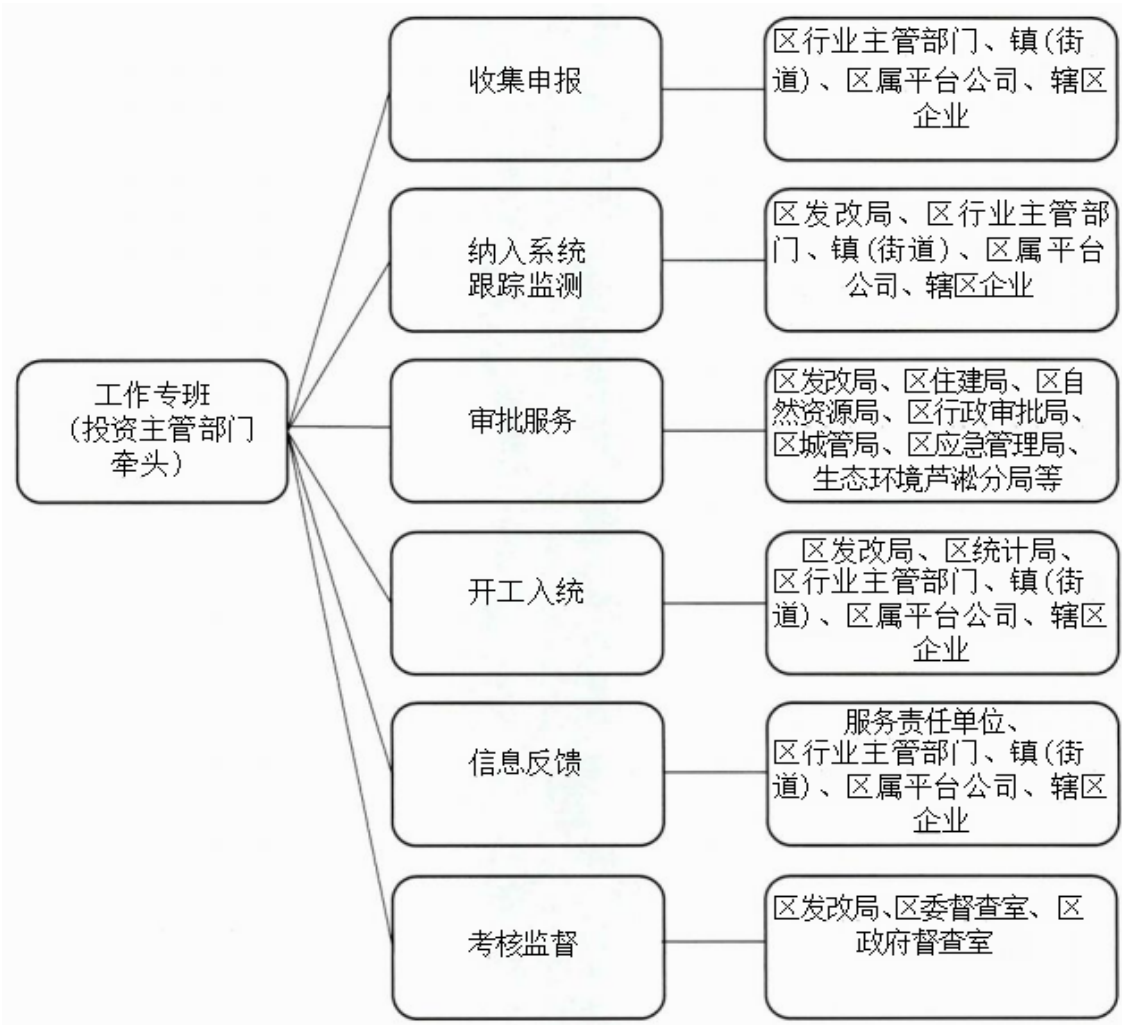 收集申报
区行业主管部门、镇(街
道)、区属平台公司、辖区
企业
纳入系统
跟踪监测
区发改局、区行业主管部
门、镇(街道)、区属平台
公司、辖区企业
工作专班
（投资主管部门
牵头）
审批服务
区发改局、区住建局、区自
然资源局、区行政审批局、
区城管局、区应急管理局、
生态环境芦淞分局等
开工入统
区发改局、区统计局、
区行业主管部门、镇(街
道)、区属平台公司、辖区
企业
信息反馈
服务责任单位、
区行业主管部门、镇(街
道)、区属平台公司、辖区
企业
考核监督
区发改局、区委督查室、区
政府督查室